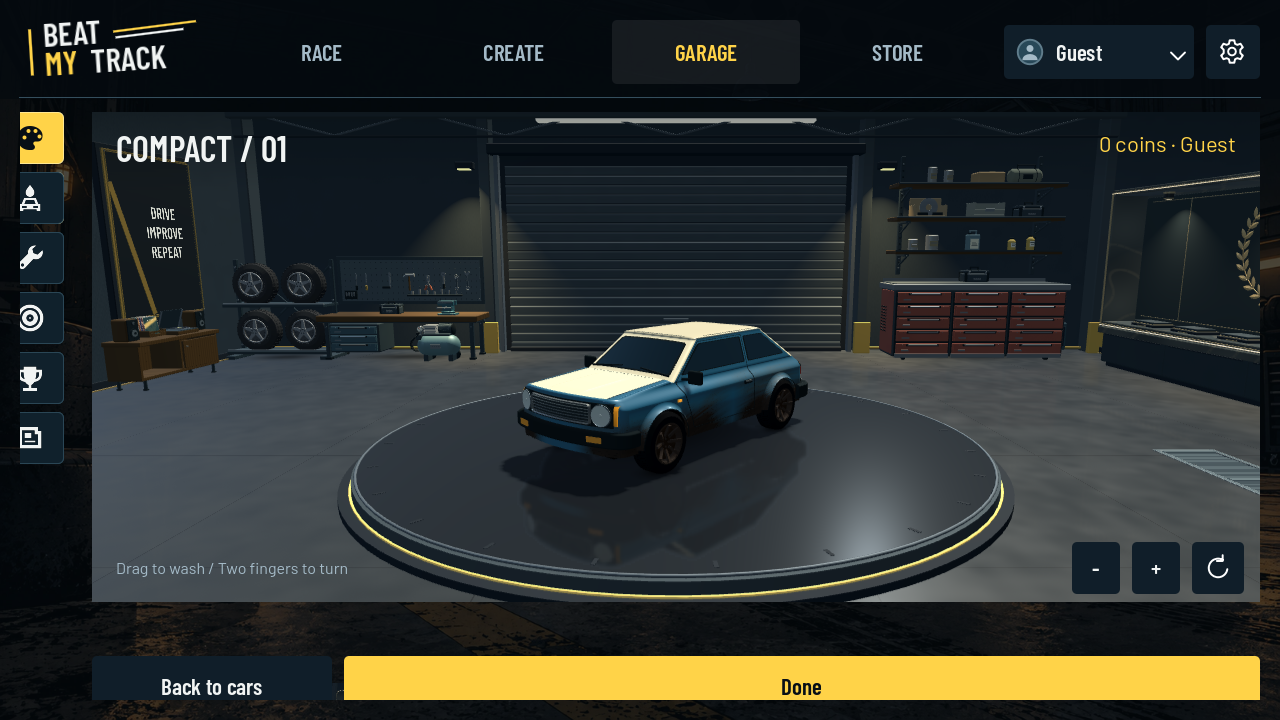 BEAT
MY TRACK
RACE
CREATE
GARAGE
STORE
Guest
COMPACT / 01
0 coins · Guest
DRIVE
IMPROVE
REPEAT
Drag to wash / Two fingers to turn
-
+
Back to cars
Done